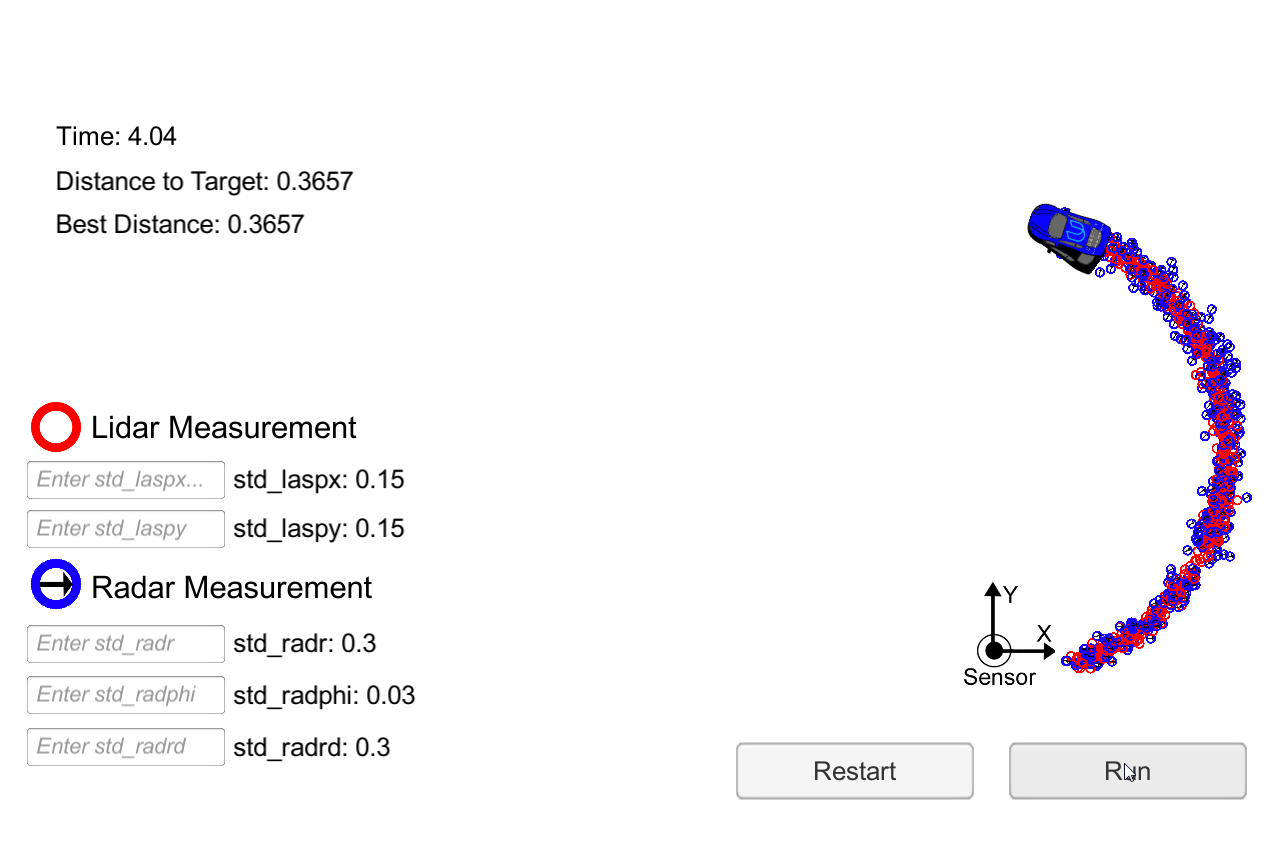 Time: 4.04
Distance to Target: 0.3657
Best Distance: 0.3657
Lidar Measurement
Enter std_laspx... std_laspx: 0.15
Enter std_laspy std_laspy: 0.15
Radar Measurement
Enter std_radr std_radr: 0.3
Enter std_radphi std_radphi: 0.03
Enter std_radrd std_radrd: 0.3
Y
X
Sensor
Restart Run